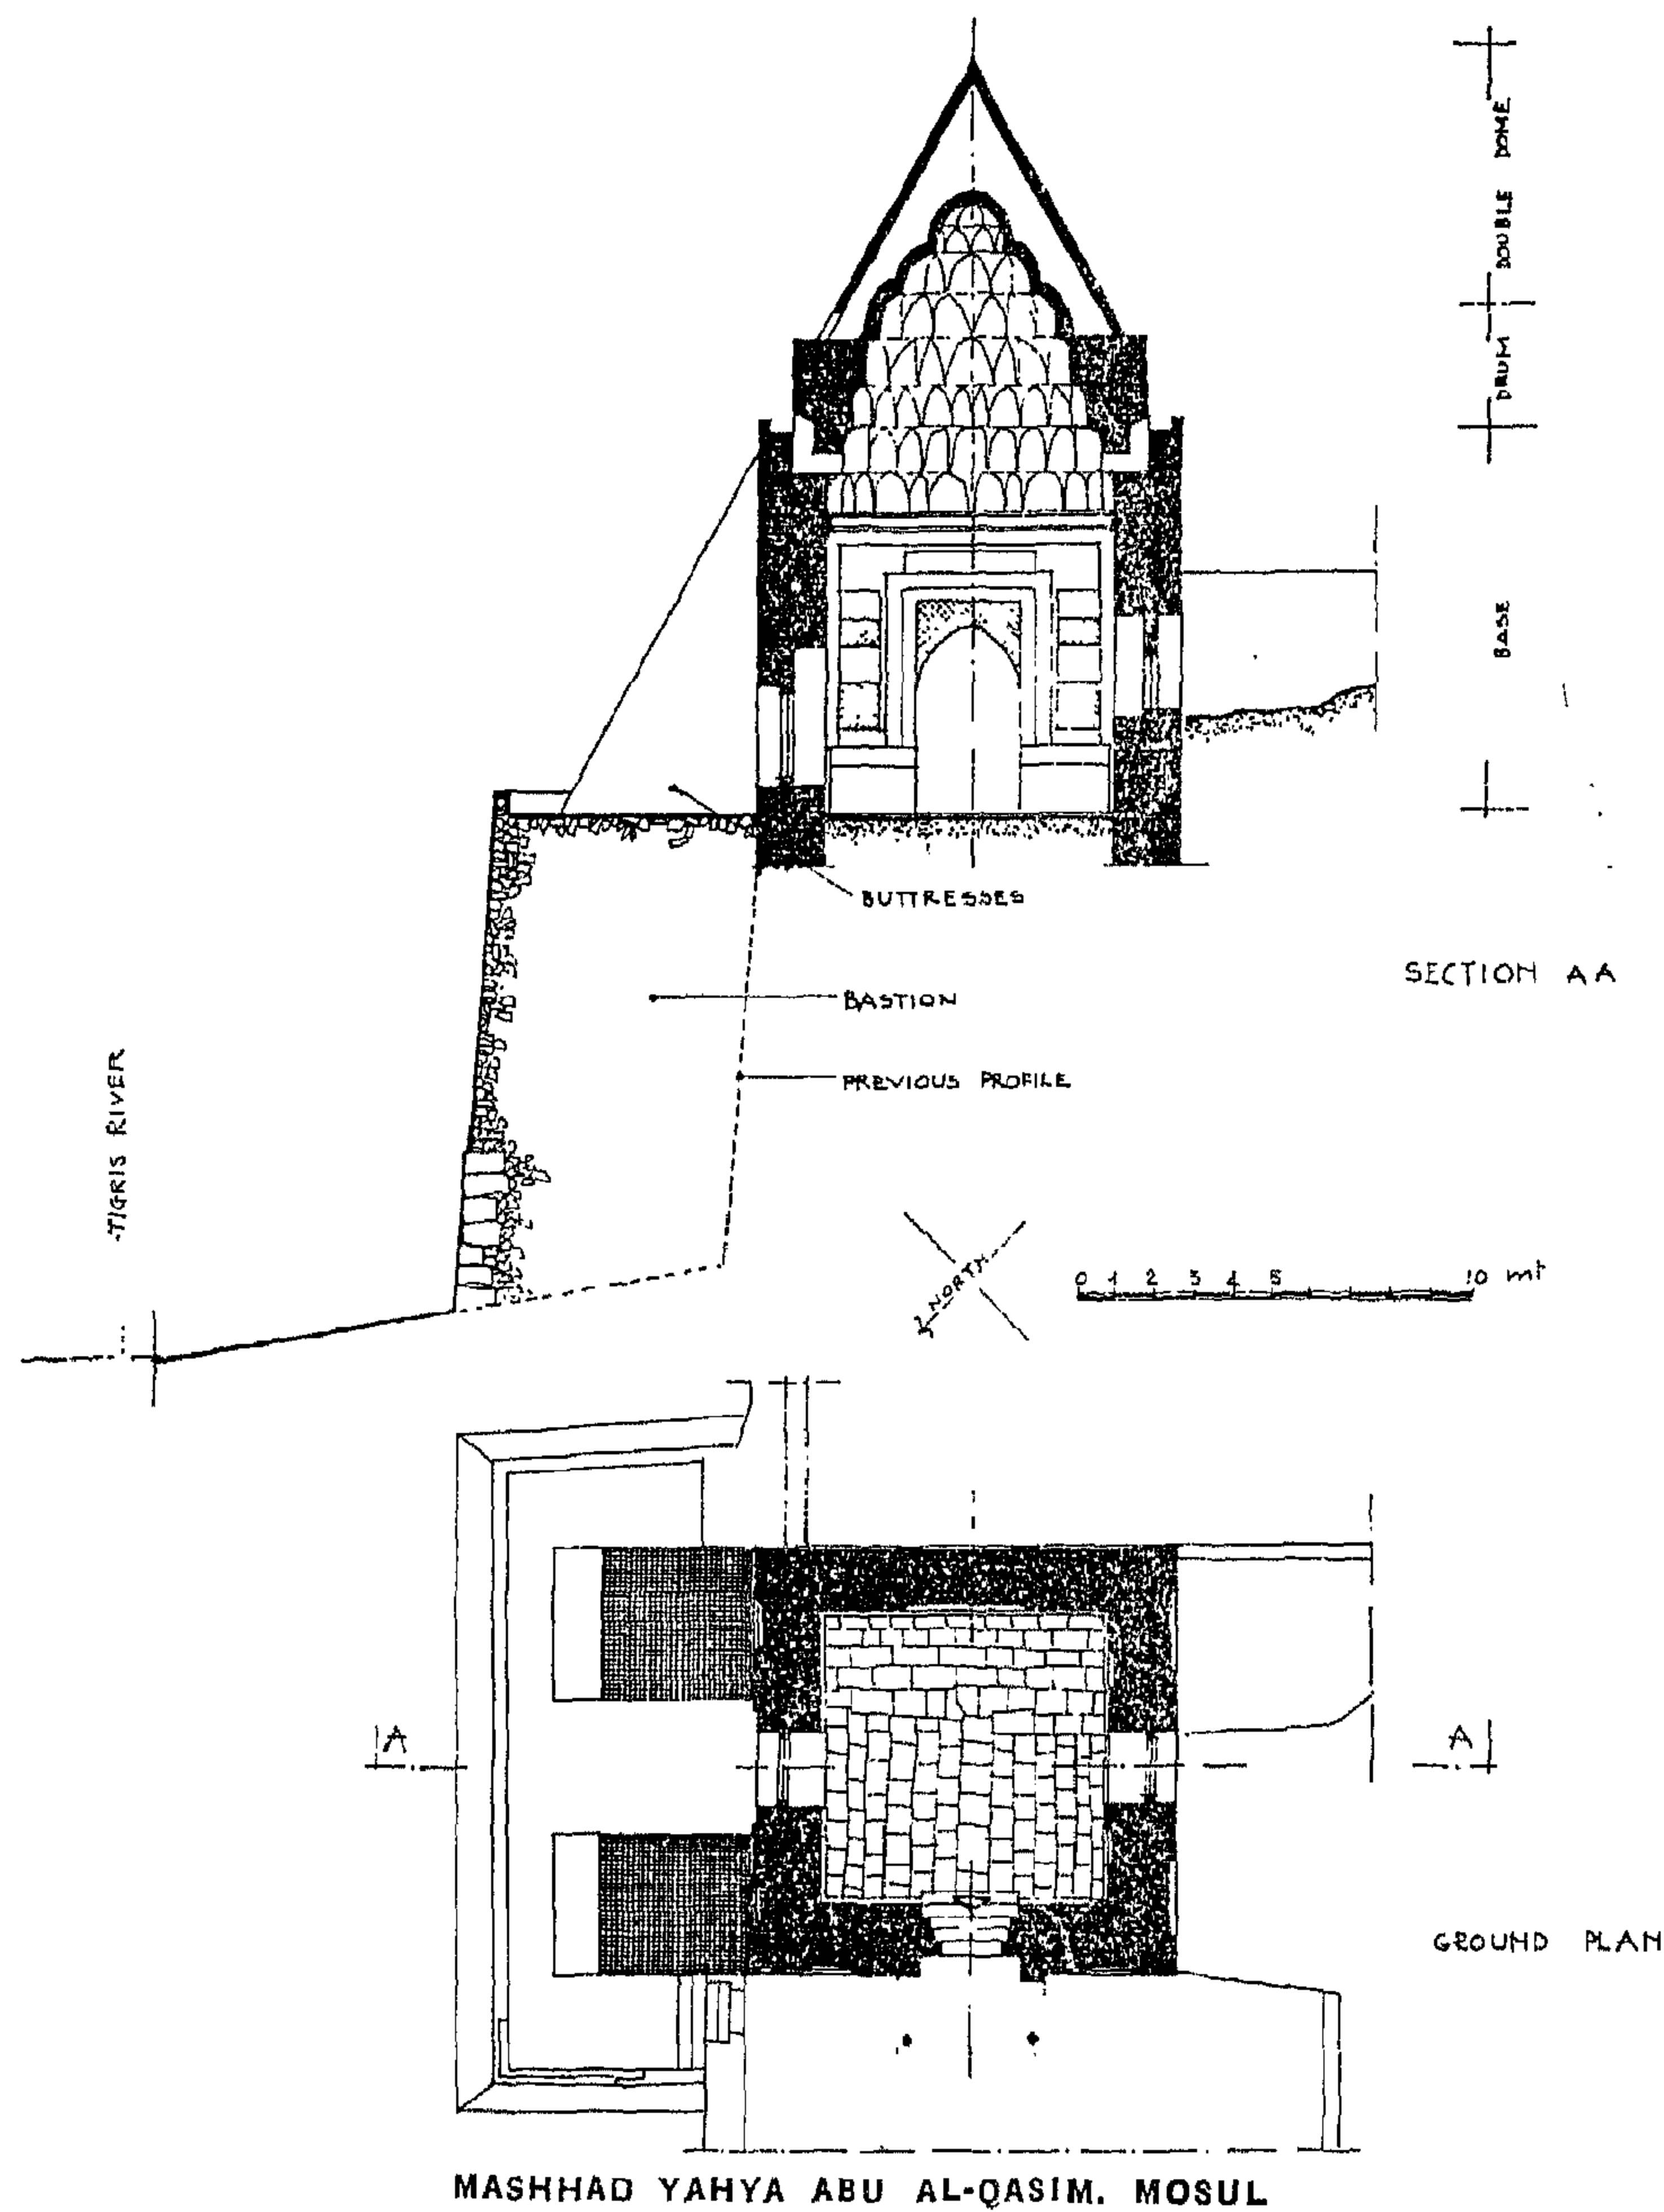 DOUBLE DOME
DRUM
BASE
BUTTRESSES
SECTION AA
BASTION
PREVIOUS PROFILE
TIGRIS RIVER
NORTH
0 1 2 3 4 5 10 mt
A A
GROUND PLAN
MASHHAD YAHYA ABU AL-QASIM. MOSUL